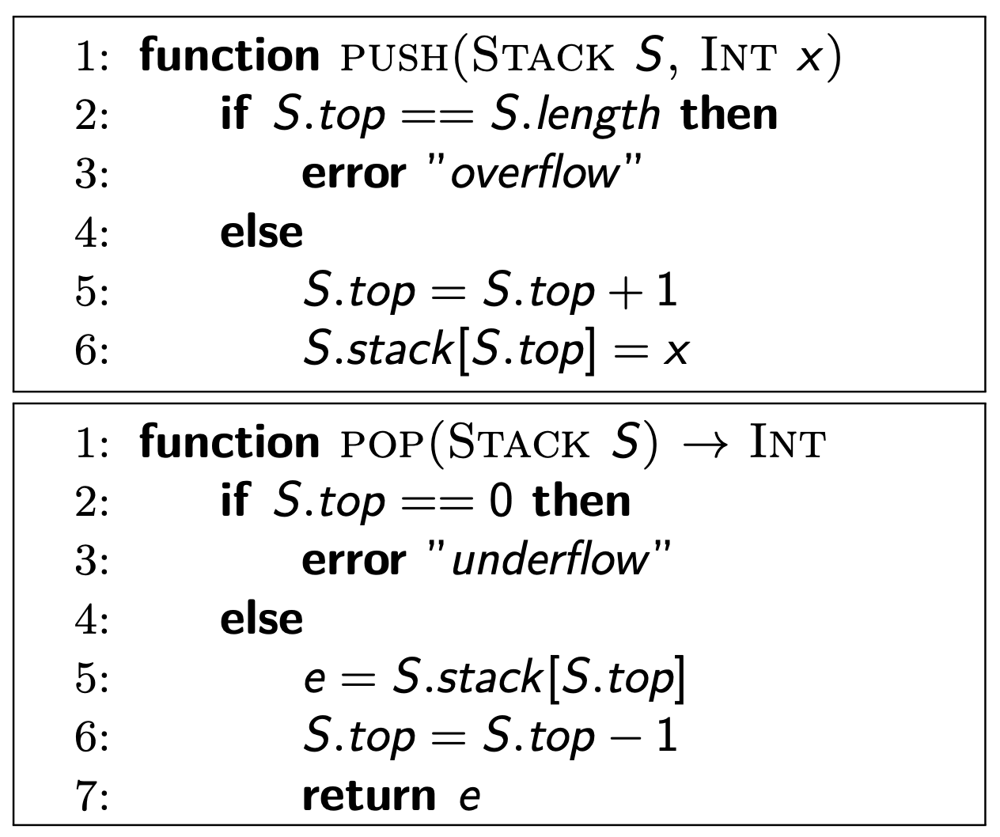 1: function PUSH(STACK S, INT x)
2: if S.top == S.length then
3: error ”overflow”
4: else
5: S.top = S.top + 1
6: S.stack[S.top] = x
1: function POP(STACK S) → INT
2: if S.top == 0 then
3: error ”underflow”
4: else
5: e = S.stack[S.top]
6: S.top = S.top − 1
7: return e